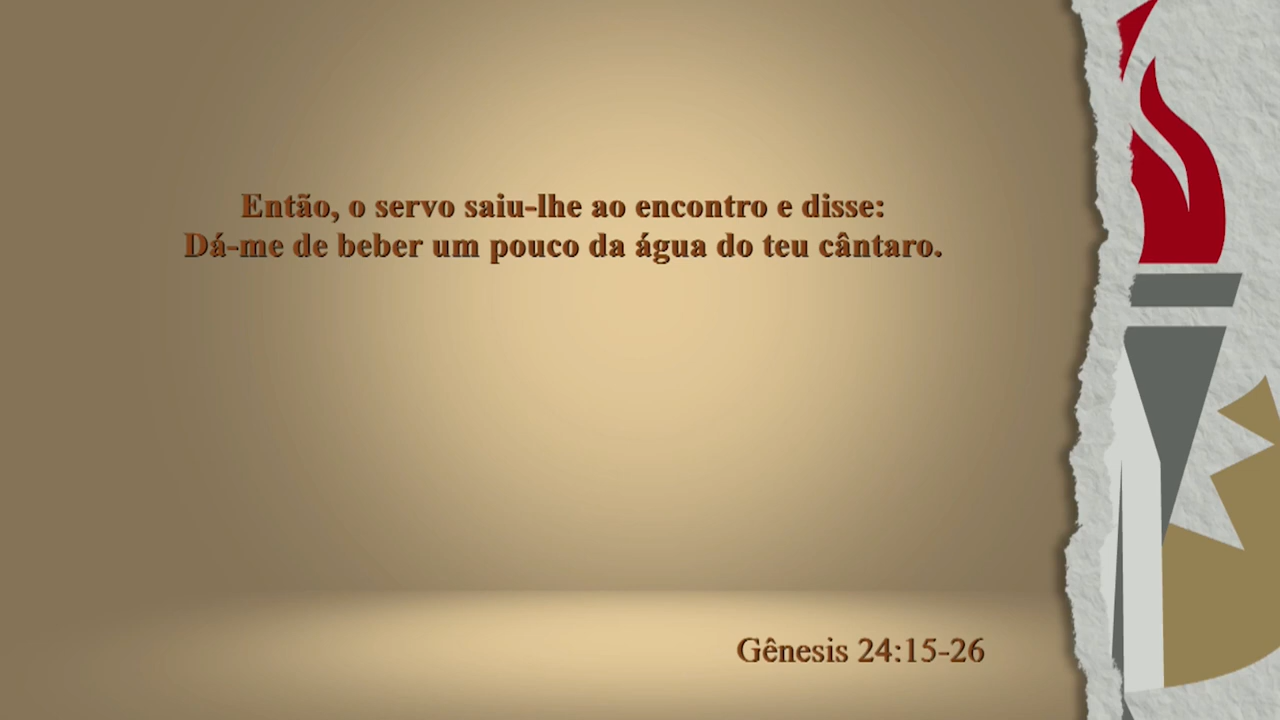 Então, o servo saiu-lhe ao encontro e disse:
Dá-me de beber um pouco da água do teu cântaro.
Gênesis 24:15-26